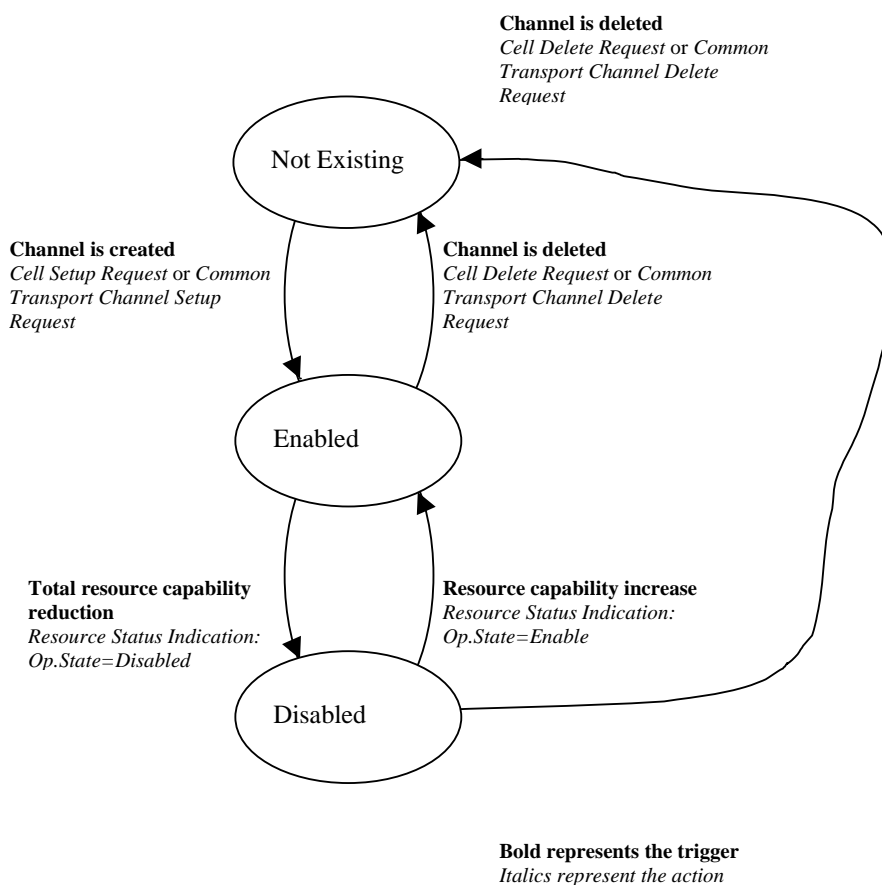 Channel is deleted
Cell Delete Request or Common
Transport Channel Delete
Request
Not Existing
Channel is created
Cell Setup Request or Common
Transport Channel Setup
Request
Channel is deleted
Cell Delete Request or Common
Transport Channel Delete
Request
Enabled
Total resource capability
reduction
Resource Status Indication:
Op.State=Disabled
Resource capability increase
Resource Status Indication:
Op.State=Enable
Disabled
Bold represents the trigger
Italics represent the action